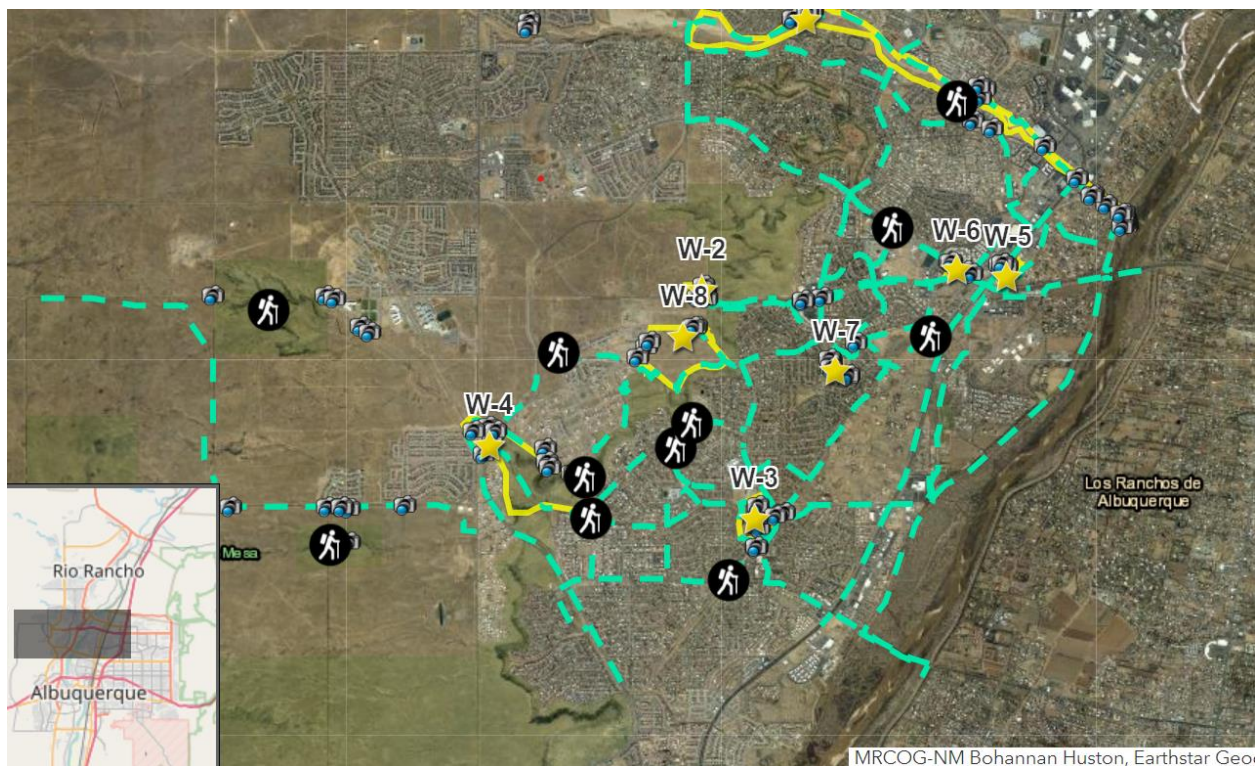 W-2
W-6
W-5
W-8
W-7
W-4
W-3
Los Ranchos de
Albuquerque
Mesa
Rio Rancho
Albuquerque
MRCOG-NM Bohannan Huston, Earthstar Geo